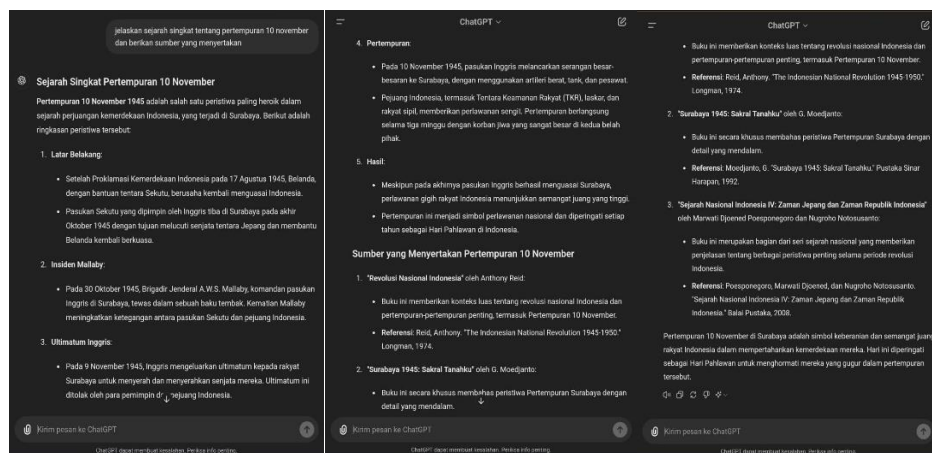 jelaskan sejarah singkat tentang pertempuran 10 november
dan berikan sumber yang menyertakan
Sejarah Singkat Pertempuran 10 November
Pertempuran 10 November 1945 adalah salah satu peristiwa paling heroik dalam
sejarah perjuangan kemerdekaan Indonesia, yang terjadi di Surabaya. Berikut adalah
ringkasan peristiwa tersebut:
1. Latar Belakang:
• Setelah Proklamasi Kemerdekaan Indonesia pada 17 Agustus 1945, Belanda,
dengan bantuan tentara Sekutu, berusaha kembali menguasai Indonesia.
• Pasukan Sekutu yang dipimpin oleh Inggris tiba di Surabaya pada akhir
Oktober 1945 dengan tujuan melucuti senjata tentara Jepang dan membantu
Belanda kembali berkuasa.
2. Insiden Mallaby:
• Pada 30 Oktober 1945, Brigadir Jenderal A.W.S. Mallaby, komandan pasukan
Inggris di Surabaya, tewas dalam sebuah baku tembak. Kematian Mallaby
meningkatkan ketegangan antara pasukan Sekutu dan pejuang Indonesia.
3. Ultimatum Inggris:
• Pada 9 November 1945, Inggris mengeluarkan ultimatum kepada rakyat
Surabaya untuk menyerah dan menyerahkan senjata mereka. Ultimatum ini
ditolak oleh para pemimpin dan pejuang Indonesia.
Kirim pesan ke ChatGPT
ChatGPT dapat membuat kesalahan. Periksa info penting.
ChatGPT
4. Pertempuran:
• Pada 10 November 1945, pasukan Inggris melancarkan serangan besar-
besaran ke Surabaya, dengan menggunakan artileri berat, tank, dan pesawat.
• Pejuang Indonesia, termasuk Tentara Keamanan Rakyat (TKR), laskar, dan
rakyat sipil, memberikan perlawanan sengit. Pertempuran berlangsung
selama tiga minggu dengan korban jiwa yang sangat besar di kedua belah
pihak.
5. Hasil:
• Meskipun pada akhirnya pasukan Inggris berhasil menguasai Surabaya,
perlawanan gigih rakyat Indonesia menunjukkan semangat juang yang tinggi.
• Pertempuran ini menjadi simbol perlawanan nasional dan diperingati setiap
tahun sebagai Hari Pahlawan di Indonesia.
Sumber yang Menyertakan Pertempuran 10 November
1. "Revolusi Nasional Indonesia" oleh Anthony Reid:
• Buku ini memberikan konteks luas tentang revolusi nasional Indonesia dan
pertempuran-pertempuran penting, termasuk Pertempuran 10 November.
• Referensi: Reid, Anthony. "The Indonesian National Revolution 1945-1950."
Longman, 1974.
2. "Surabaya 1945: Sakral Tanahku" oleh G. Moedjanto:
• Buku ini secara khusus membahas peristiwa Pertempuran Surabaya dengan
detail yang mendalam.
Kirim pesan ke ChatGPT
ChatGPT dapat membuat kesalahan. Periksa info penting.
ChatGPT
• Buku ini memberikan konteks luas tentang revolusi nasional Indonesia dan
pertempuran-pertempuran penting, termasuk Pertempuran 10 November.
• Referensi: Reid, Anthony. "The Indonesian National Revolution 1945-1950."
Longman, 1974.
2. "Surabaya 1945: Sakral Tanahku" oleh G. Moedjanto:
• Buku ini secara khusus membahas peristiwa Pertempuran Surabaya dengan
detail yang mendalam.
• Referensi: Moedjanto, G. "Surabaya 1945: Sakral Tanahku." Pustaka Sinar
Harapan, 1992.
3. "Sejarah Nasional Indonesia IV: Zaman Jepang dan Zaman Republik Indonesia"
oleh Marwati Djoened Poesponegoro dan Nugroho Notosusanto:
• Buku ini merupakan bagian dari seri sejarah nasional yang memberikan
penjelasan tentang berbagai peristiwa penting selama periode revolusi
Indonesia.
• Referensi: Poesponegoro, Marwati Djoened, dan Nugroho Notosusanto.
"Sejarah Nasional Indonesia IV: Zaman Jepang dan Zaman Republik
Indonesia." Balai Pustaka, 2008.
Pertempuran 10 November di Surabaya adalah simbol keberanian dan semangat juang
rakyat Indonesia dalam mempertahankan kemerdekaan mereka. Hari ini diperingati
sebagai Hari Pahlawan untuk menghormati mereka yang gugur dalam pertempuran
tersebut.
Kirim pesan ke ChatGPT
ChatGPT dapat membuat kesalahan. Periksa info penting.